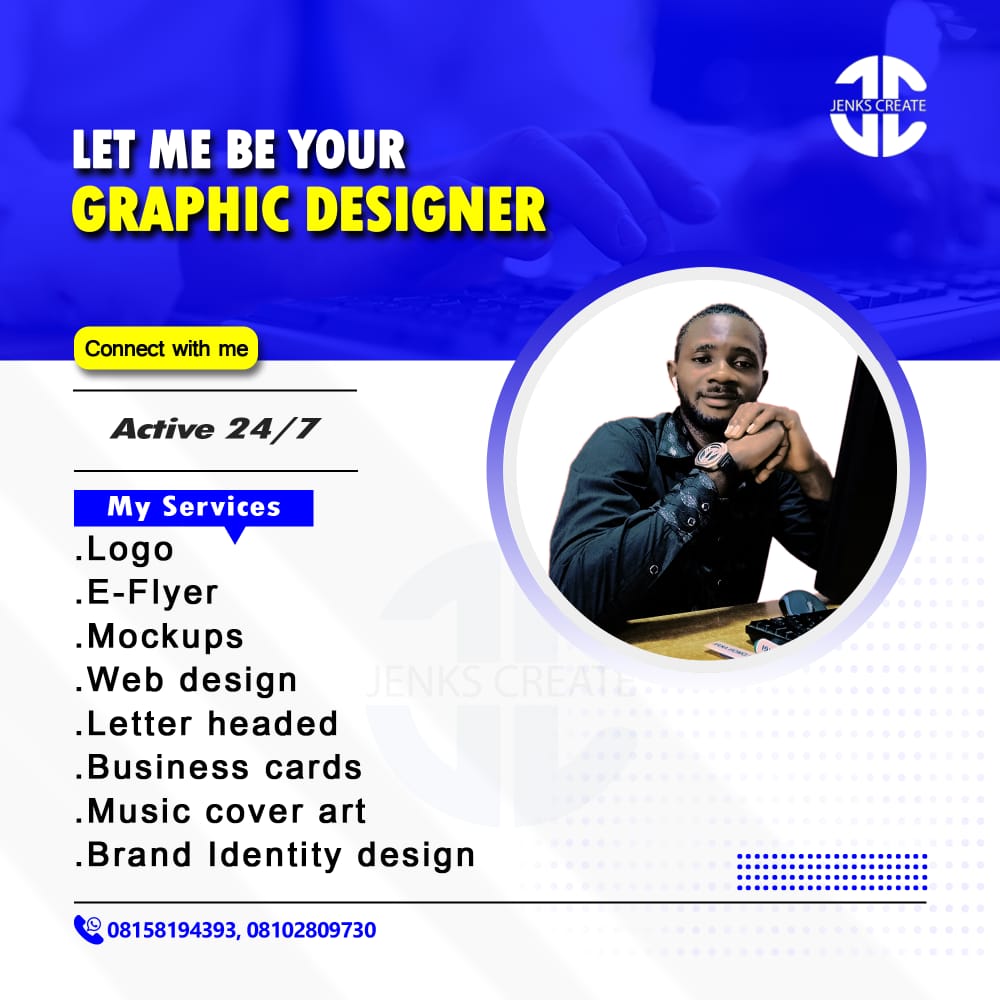 JENKS CREATE
LET ME BE YOUR
GRAPHIC DESIGNER
Connect with me
Active 24/7
My Services
.Logo
.E-Flyer
.Mockups
.Web design
.Letter headed
.Business cards
.Music cover art
.Brand Identity design
JENKS CREATE
08158194393, 08102809730